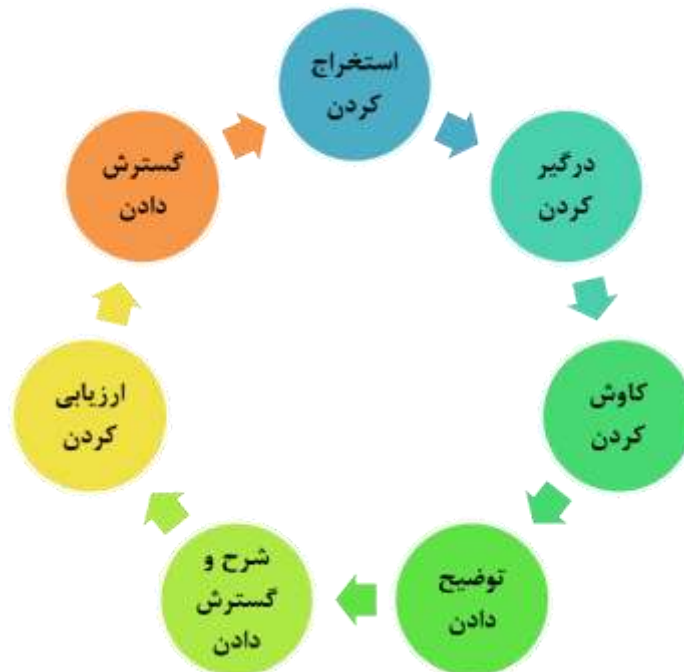 استخراج
کردن
درگیر
کردن
کاوش
کردن
توضیح
دادن
شرح و
گسترش
دادن
ارزیابی
کردن
گسترش
دادن